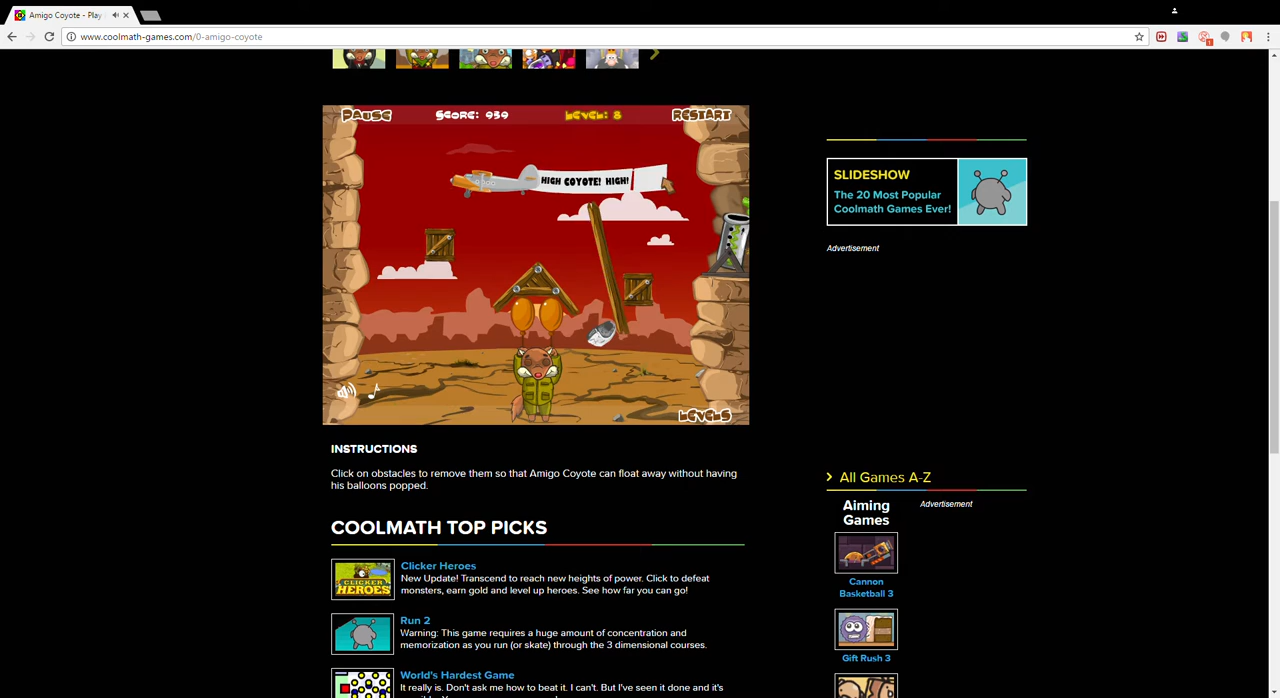 Amigo Coyote - Play
www.coolmath-games.com/0-amigo-coyote
PAUSE
SCORE: 939
LEVEL: 8
RESTART
HIGH COYOTE! HIGH!
LEVELS
INSTRUCTIONS
Click on obstacles to remove them so that Amigo Coyote can float away without having
his balloons popped.
COOLMATH TOP PICKS
CLICKER
HEROES
Clicker Heroes
New Update! Transcend to reach new heights of power. Click to defeat
monsters, earn gold and level up heroes. See how far you can go!
Run 2
Warning: This game requires a huge amount of concentration and
memorization as you run (or skate) through the 3 dimensional courses.
World's Hardest Game
It really is. Don't ask me how to beat it. I can't. But I've seen it done and it's
SLIDESHOW
The 20 Most Popular
Coolmath Games Ever!
Advertisement
All Games A-Z
Aiming
Games
Advertisement
Cannon
Basketball 3
Gift Rush 3